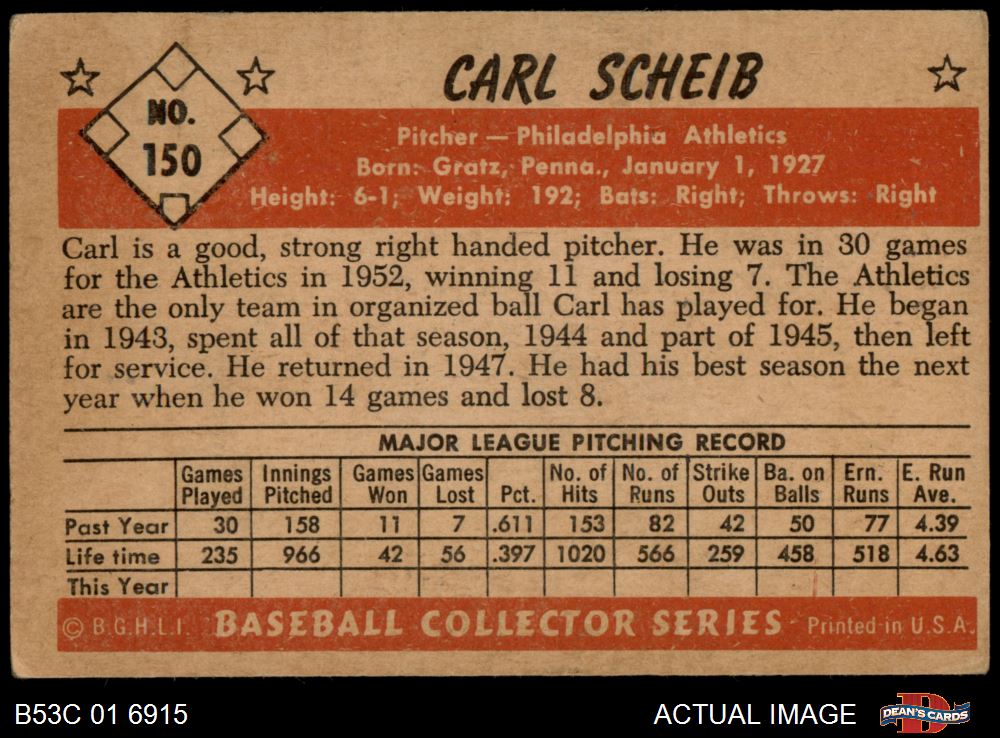 CARL SCHEIB
NO.
150
Pitcher — Philadelphia Athletics
Born: Gratz, Penna., January 1, 1927
Height: 6-1; Weight: 192; Bats: Right; Throws: Right
Carl is a good, strong right handed pitcher. He was in 30 games
for the Athletics in 1952, winning 11 and losing 7. The Athletics
are the only team in organized ball Carl has played for. He began
in 1943, spent all of that season, 1944 and part of 1945, then left
for service. He returned in 1947. He had his best season the next
year when he won 14 games and lost 8.
MAJOR LEAGUE PITCHING RECORD
Games Innings Games Games No. of No. of Strike Ba. on Ern. E. Run
Played Pitched Won Lost Pct. Hits Runs Outs Balls Runs Ave.
Past Year 30 158 11 7 .611 153 82 42 50 77 4.39
Life time 235 966 42 56 .397 1020 566 259 458 518 4.63
This Year
© B.G.H.L.I. BASEBALL COLLECTOR SERIES Printed in U.S.A.
B53C 01 6915 ACTUAL IMAGE DEAN'S CARDS